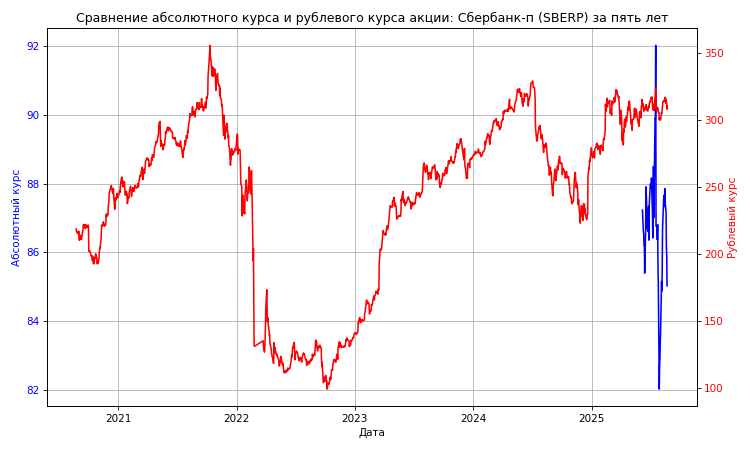 Сравнение абсолютного курса и рублевого курса акции: Сбербанк-п (SBERP) за пять лет
92
90
88
86
84
82
Абсолютный курс
350
300
250
200
150
100
Рублевый курс
2021 2022 2023 2024 2025
Дата